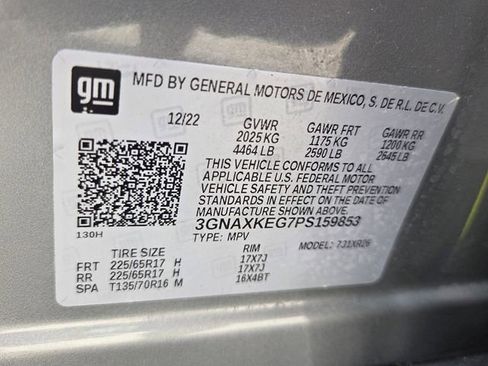 gm
MFD BY GENERAL MOTORS DE MEXICO, S. DE R.L. DE C.V.
12/22 GVWR GAWR FRT GAWR RR
2025 KG 1175 KG 1200 KG
4464 LB 2590 LB 2645 LB
THIS VEHICLE CONFORMS TO ALL
APPLICABLE U.S. FEDERAL MOTOR
VEHICLE SAFETY AND THEFT PREVENTION
STANDARDS IN EFFECT ON THE DATE OF
MANUFACTURE SHOWN ABOVE.
3GNAXKEG7PS159853
130H TYPE: MPV MODEL: 731XR26
TIRE SIZE RIM
FRT 225/65R17 H 17X7J
RR 225/65R17 H 17X7J
SPA T135/70R16 M 16X4BT